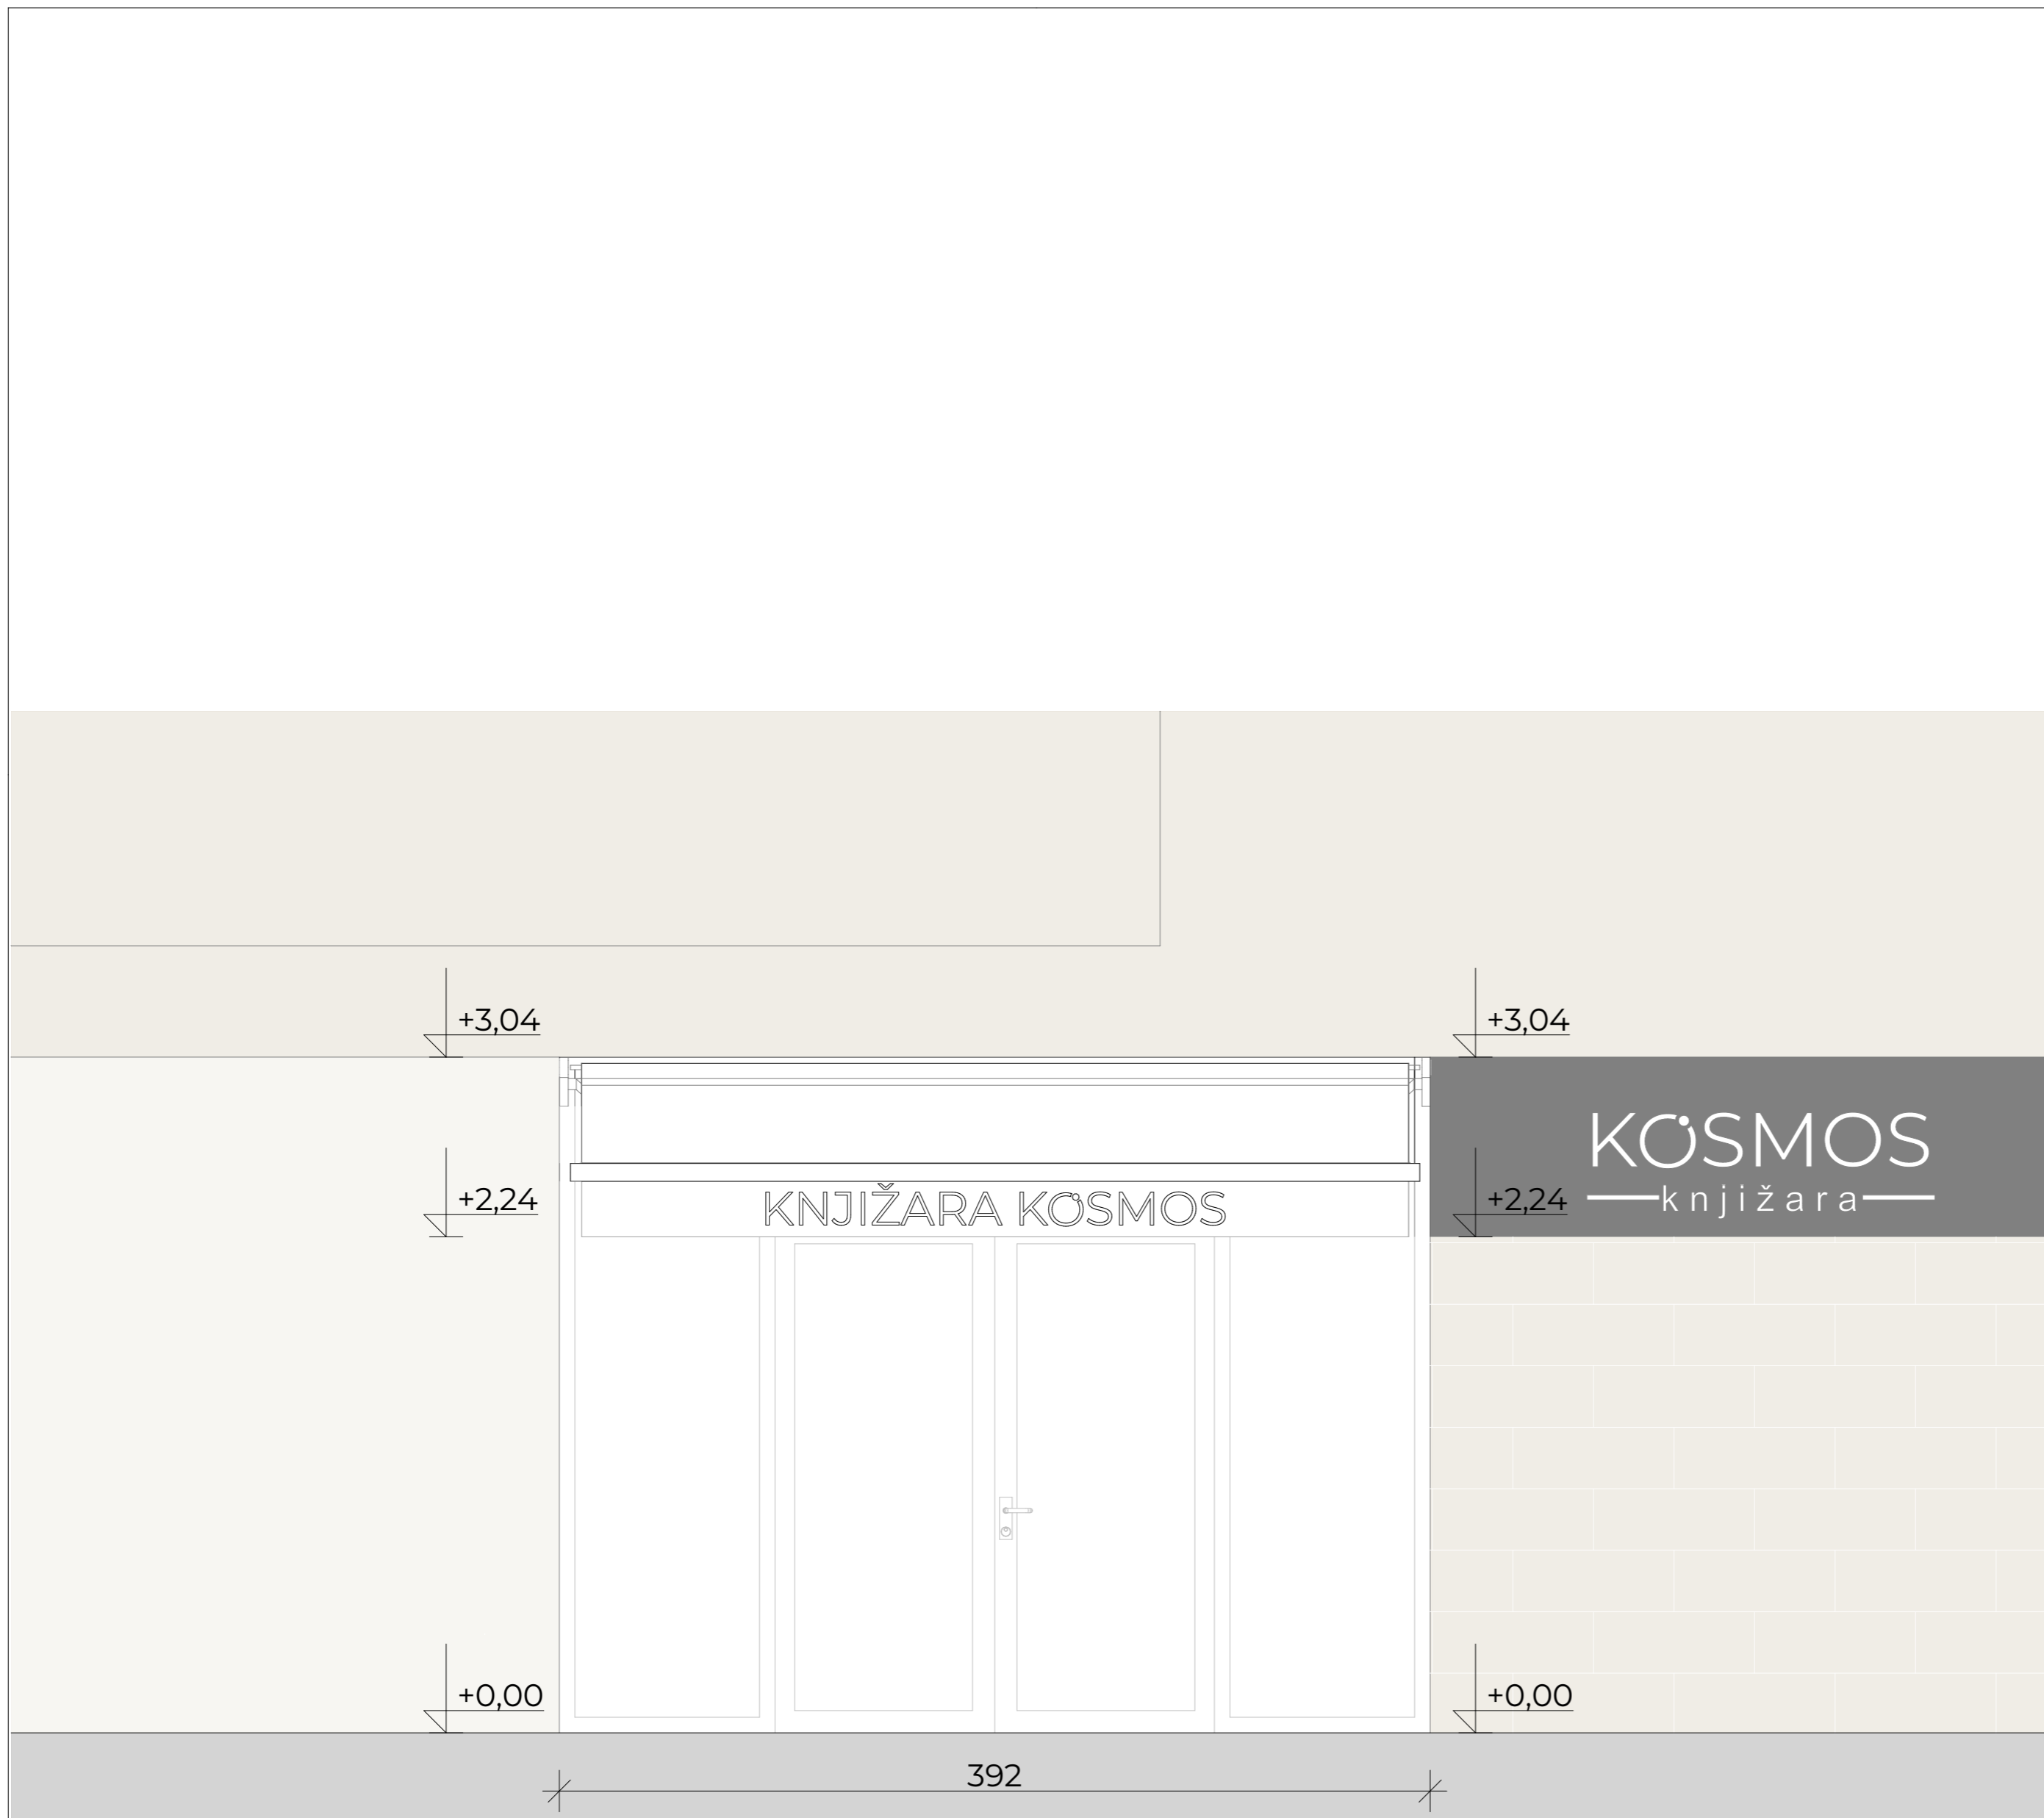 +3,04
+3,04
KOSMOS
+2,24
KNJIŽARA KOSMOS
+2,24
knjižara
+0,00
+0,00
392